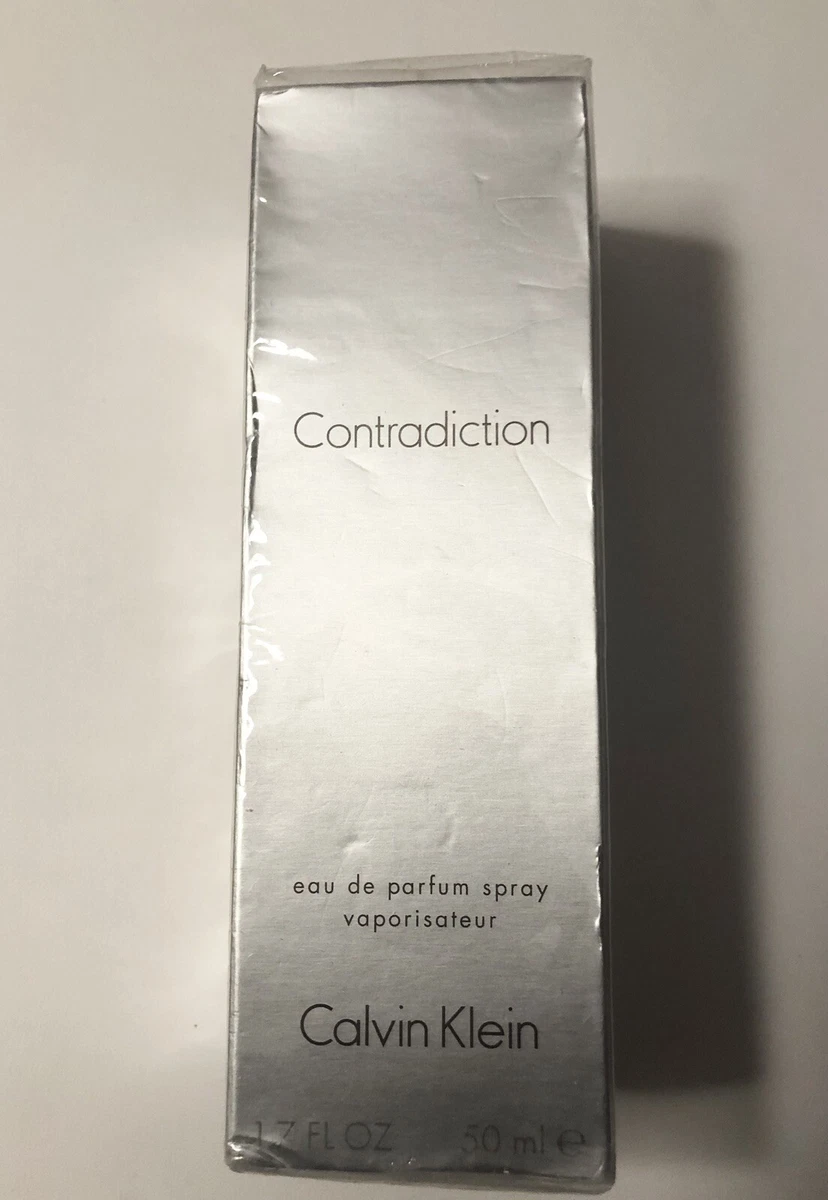 Contradiction
eau de parfum spray
vaporisateur
Calvin Klein
1.7 FL OZ 50 ml ℮